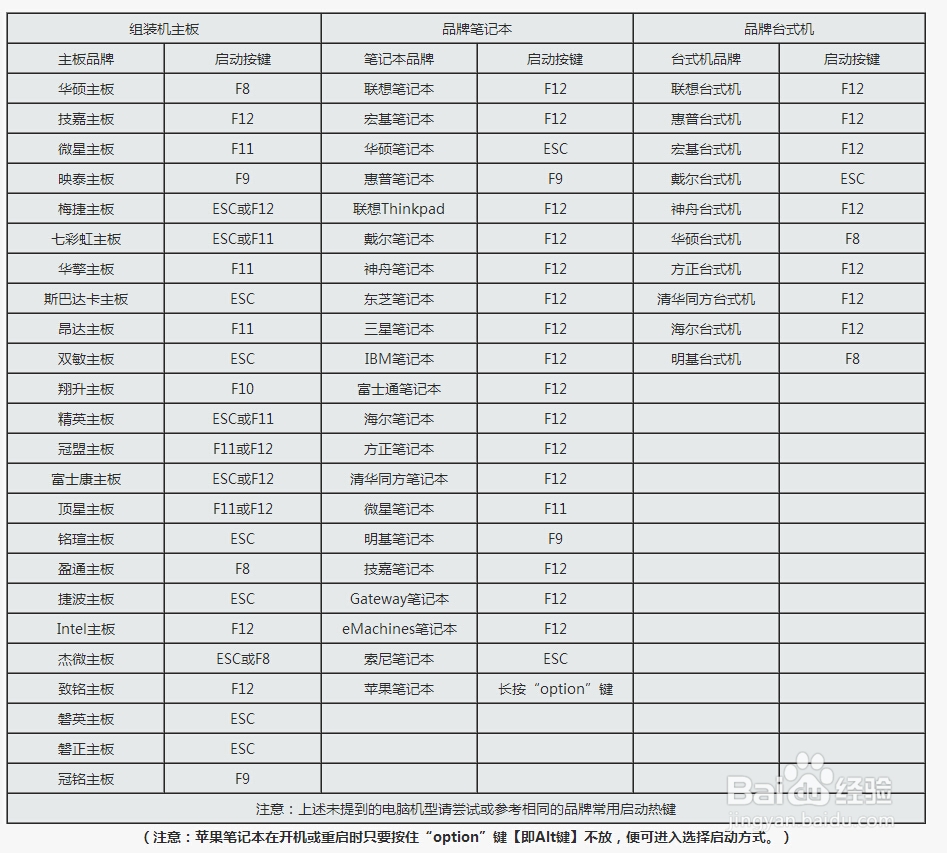 组装机主板 品牌笔记本 品牌台式机
主板品牌 启动按键 笔记本品牌 启动按键 台式机品牌 启动按键
华硕主板 F8 联想笔记本 F12 联想台式机 F12
技嘉主板 F12 宏基笔记本 F12 惠普台式机 F12
微星主板 F11 华硕笔记本 ESC 宏基台式机 F12
映泰主板 F9 惠普笔记本 F9 戴尔台式机 ESC
梅捷主板 ESC或F12 联想Thinkpad F12 神舟台式机 F12
七彩虹主板 ESC或F11 戴尔笔记本 F12 华硕台式机 F8
华擎主板 F11 神舟笔记本 F12 方正台式机 F12
斯巴达卡主板 ESC 东芝笔记本 F12 清华同方台式机 F12
昂达主板 F11 三星笔记本 F12 海尔台式机 F12
双敏主板 ESC IBM笔记本 F12 明基台式机 F8
翔升主板 F10 富士通笔记本 F12
精英主板 ESC或F11 海尔笔记本 F12
冠盟主板 F11或F12 方正笔记本 F12
富士康主板 ESC或F12 清华同方笔记本 F12
顶星主板 F11或F12 微星笔记本 F11
铭瑄主板 ESC 明基笔记本 F9
盈通主板 F8 技嘉笔记本 F12
捷波主板 ESC Gateway笔记本 F12
Intel主板 F12 eMachines笔记本 F12
杰微主板 ESC或F8 索尼笔记本 ESC
致铭主板 F12 苹果笔记本 长按“option”键
磐英主板 ESC
磐正主板 ESC
冠铭主板 F9
注意：上述未提到的电脑机型请尝试或参考相同的品牌常用启动热键
（注意：苹果笔记本在开机或重启时只要按住“option”键【即Alt键】不放，便可进入选择启动方式。）
Baidu经验
jingyan.baidu.com